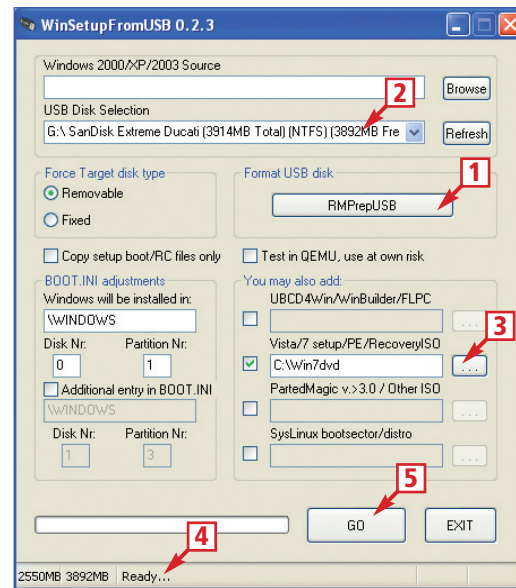 WinSetupFromUSB 0.2.3
Windows 2000/XP/2003 Source
Browse
2
USB Disk Selection
G:\ SanDisk Extreme Ducati (3914MB Total) (NTFS) (3892MB Fre
Refresh
Force Target disk type
Removable
Fixed
Format USB disk
1
RMPrepUSB
Copy setup boot/RC files only
Test in QEMU, use at own risk
BOOT.INI adjustments
Windows will be installed in:
\WINDOWS
Disk Nr:
Partition Nr:
0
1
Additional entry in BOOT.INI
\WINDOWS
Disk Nr:
Partition Nr:
1
3
You may also add:
UBCD4Win/WinBuilder/FLPC
...
3
Vista/7 setup/PE/RecoveryISO
C:\Win7dvd
...
PartedMagic v.>3.0 / Other ISO
...
SysLinux bootsector/distro
...
5
4
GO
EXIT
2550MB 3892MB Ready...